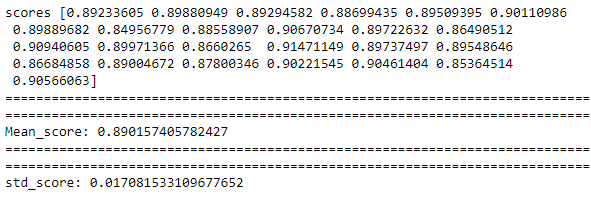 scores [0.89233605 0.89880949 0.89294582 0.88699435 0.89509395 0.90110986
 0.89889682 0.84956779 0.88558907 0.90670734 0.89722632 0.86490512
 0.90940605 0.89971366 0.8660265  0.91471149 0.89737497 0.89548646
 0.86684858 0.89004672 0.87800346 0.90221545 0.90461404 0.85364514
 0.90566063]
============================================================================
============================================================================
Mean_score: 0.890157405782427
============================================================================
============================================================================
std_score: 0.017081533109677652